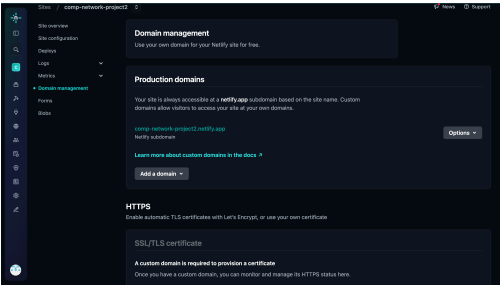 Sites / comp-network-project2
News Support
Site overview
Site configuration
Deploys
Logs
Metrics
Domain management
Forms
Blobs
Domain management
Use your own domain for your Netlify site for free.
Production domains
Your site is always accessible at a netlify.app subdomain based on the site name. Custom
domains allow visitors to access your site at your own domains.
comp-network-project2.netlify.app
Netlify subdomain
Options
Learn more about custom domains in the docs ↗
Add a domain
HTTPS
Enable automatic TLS certificates with Let's Encrypt, or use your own certificate
SSL/TLS certificate
A custom domain is required to provision a certificate
Once you have a custom domain, you can monitor and manage its HTTPS status here.